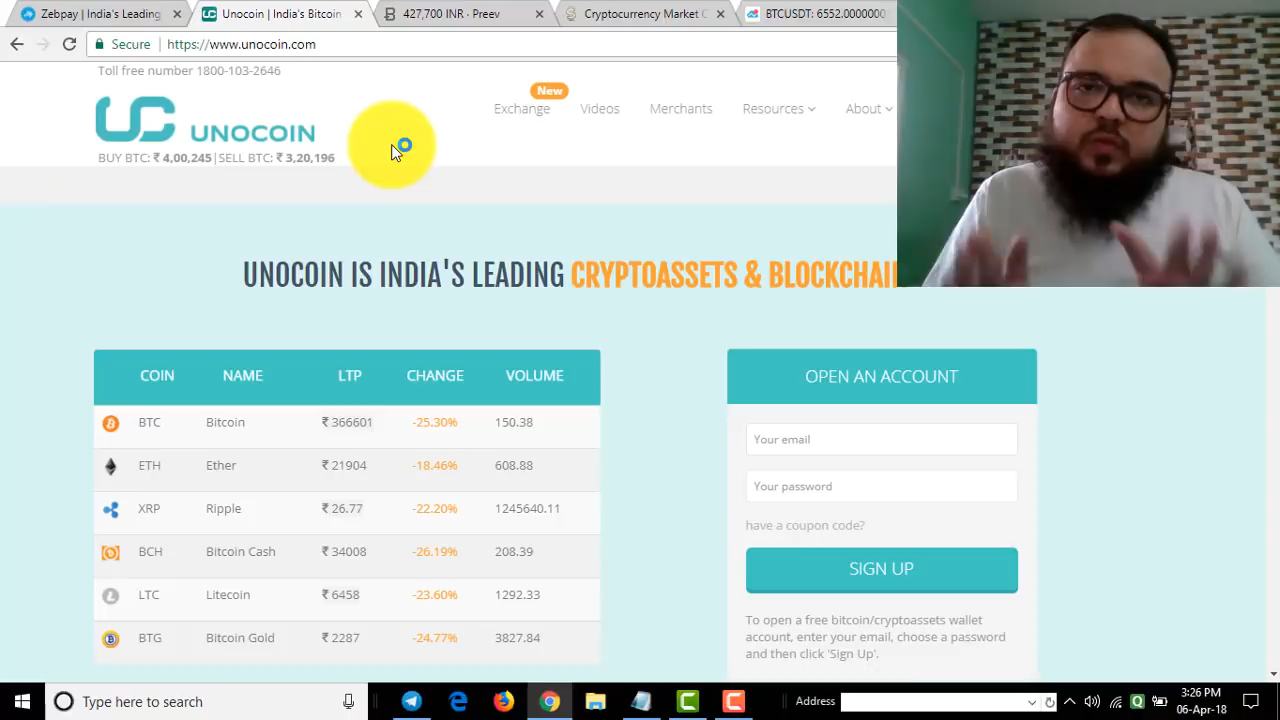 Zebpay | India's Leading
Unocoin | India's Bitcoin
427,700 INR - Preev
Cryptocurrency Market C
BTCUSDT: 6552.0000000
Secure
https://www.unocoin.com
Toll free number 1800-103-2646
UNOCOIN
BUY BTC: ₹ 4,00,245|SELL BTC: ₹ 3,20,196
New
Exchange
Videos
Merchants
Resources
About
UNOCOIN IS INDIA'S LEADING CRYPTOASSETS & BLOCKCHAI
COIN NAME LTP CHANGE VOLUME
BTC Bitcoin ₹ 366601 -25.30% 150.38
ETH Ether ₹ 21904 -18.46% 608.88
XRP Ripple ₹ 26.77 -22.20% 1245640.11
BCH Bitcoin Cash ₹ 34008 -26.19% 208.39
LTC Litecoin ₹ 6458 -23.60% 1292.33
BTG Bitcoin Gold ₹ 2287 -24.77% 3827.84
OPEN AN ACCOUNT
Your email
Your password
have a coupon code?
SIGN UP
To open a free bitcoin/cryptoassets wallet
account, enter your email, choose a password
and then click 'Sign Up'.
Type here to search
Address
3:26 PM
06-Apr-18